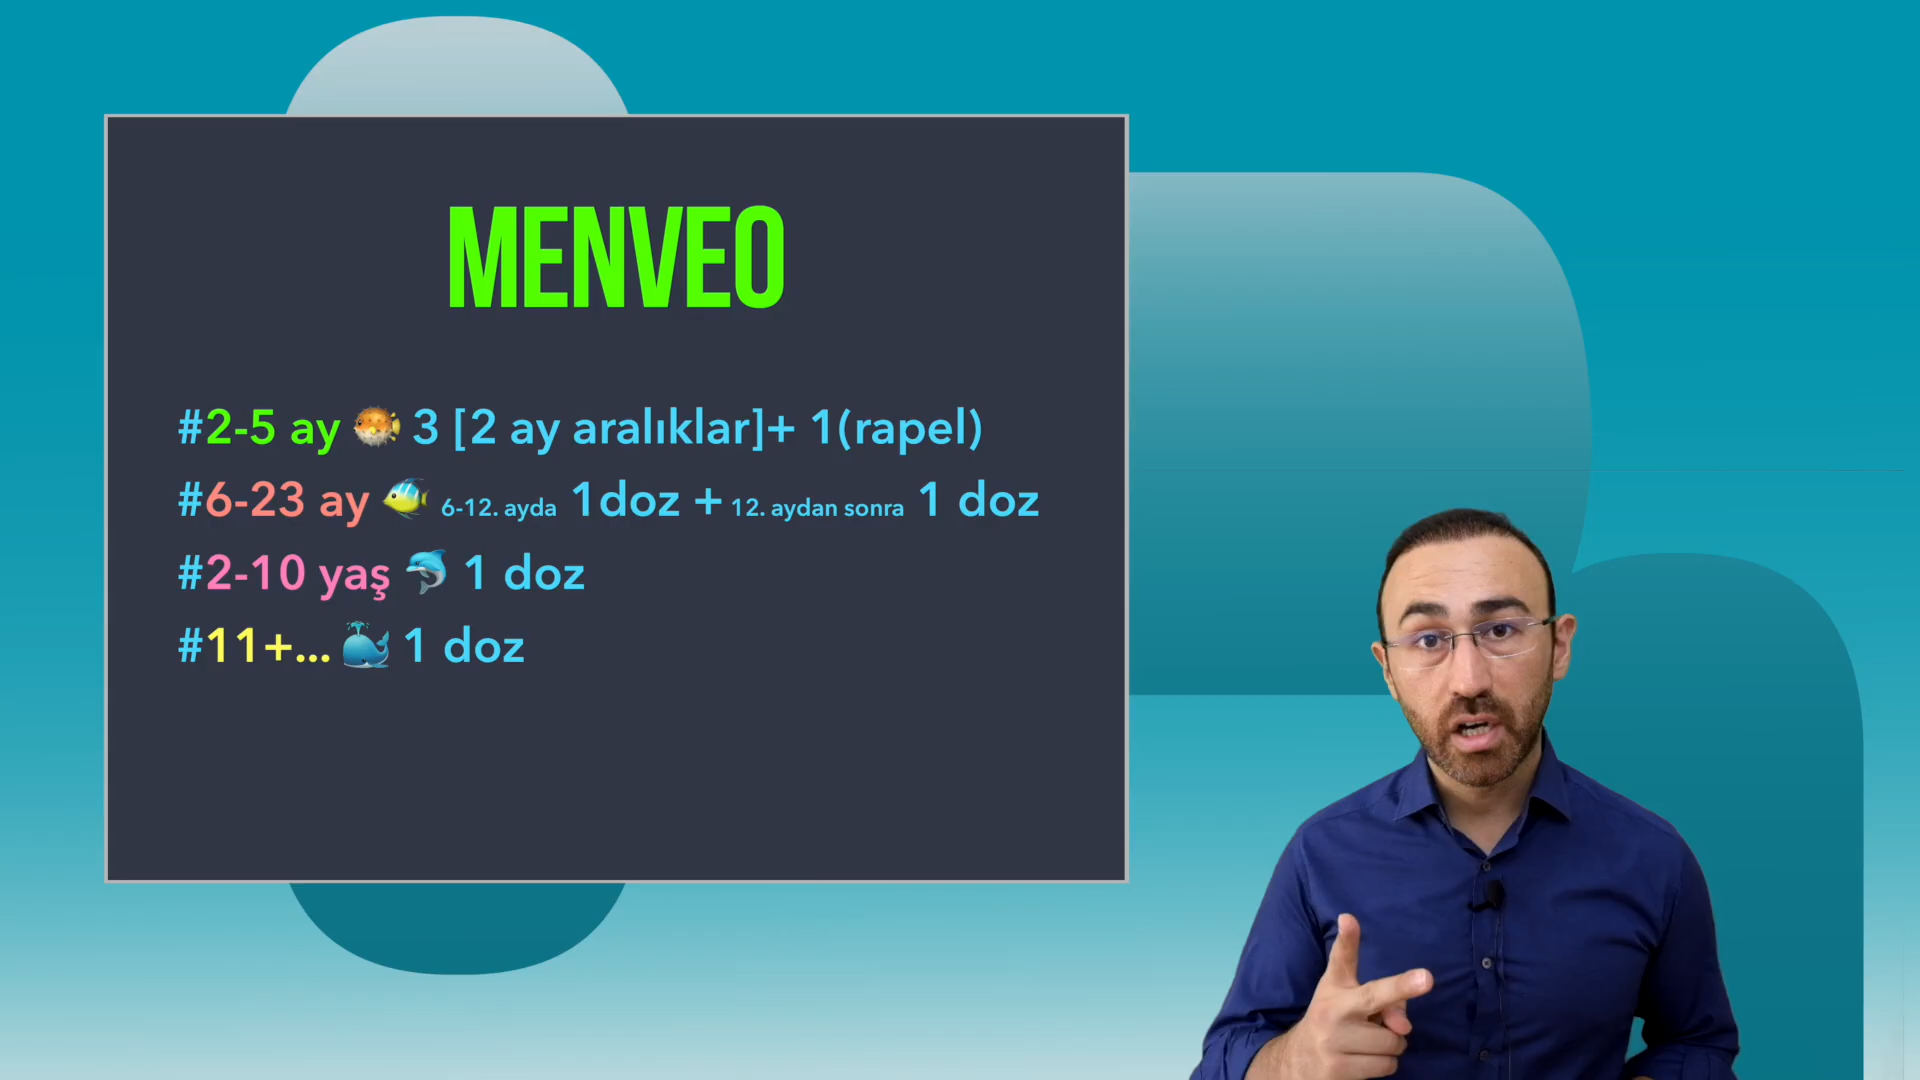 MENVEO
#2-5 ay 🐡 3 [2 ay aralıklar]+ 1(rapel)
#6-23 ay 🐠 6-12. ayda 1doz + 12. aydan sonra 1 doz
#2-10 yaş 🐬 1 doz
#11+... 🐳 1 doz